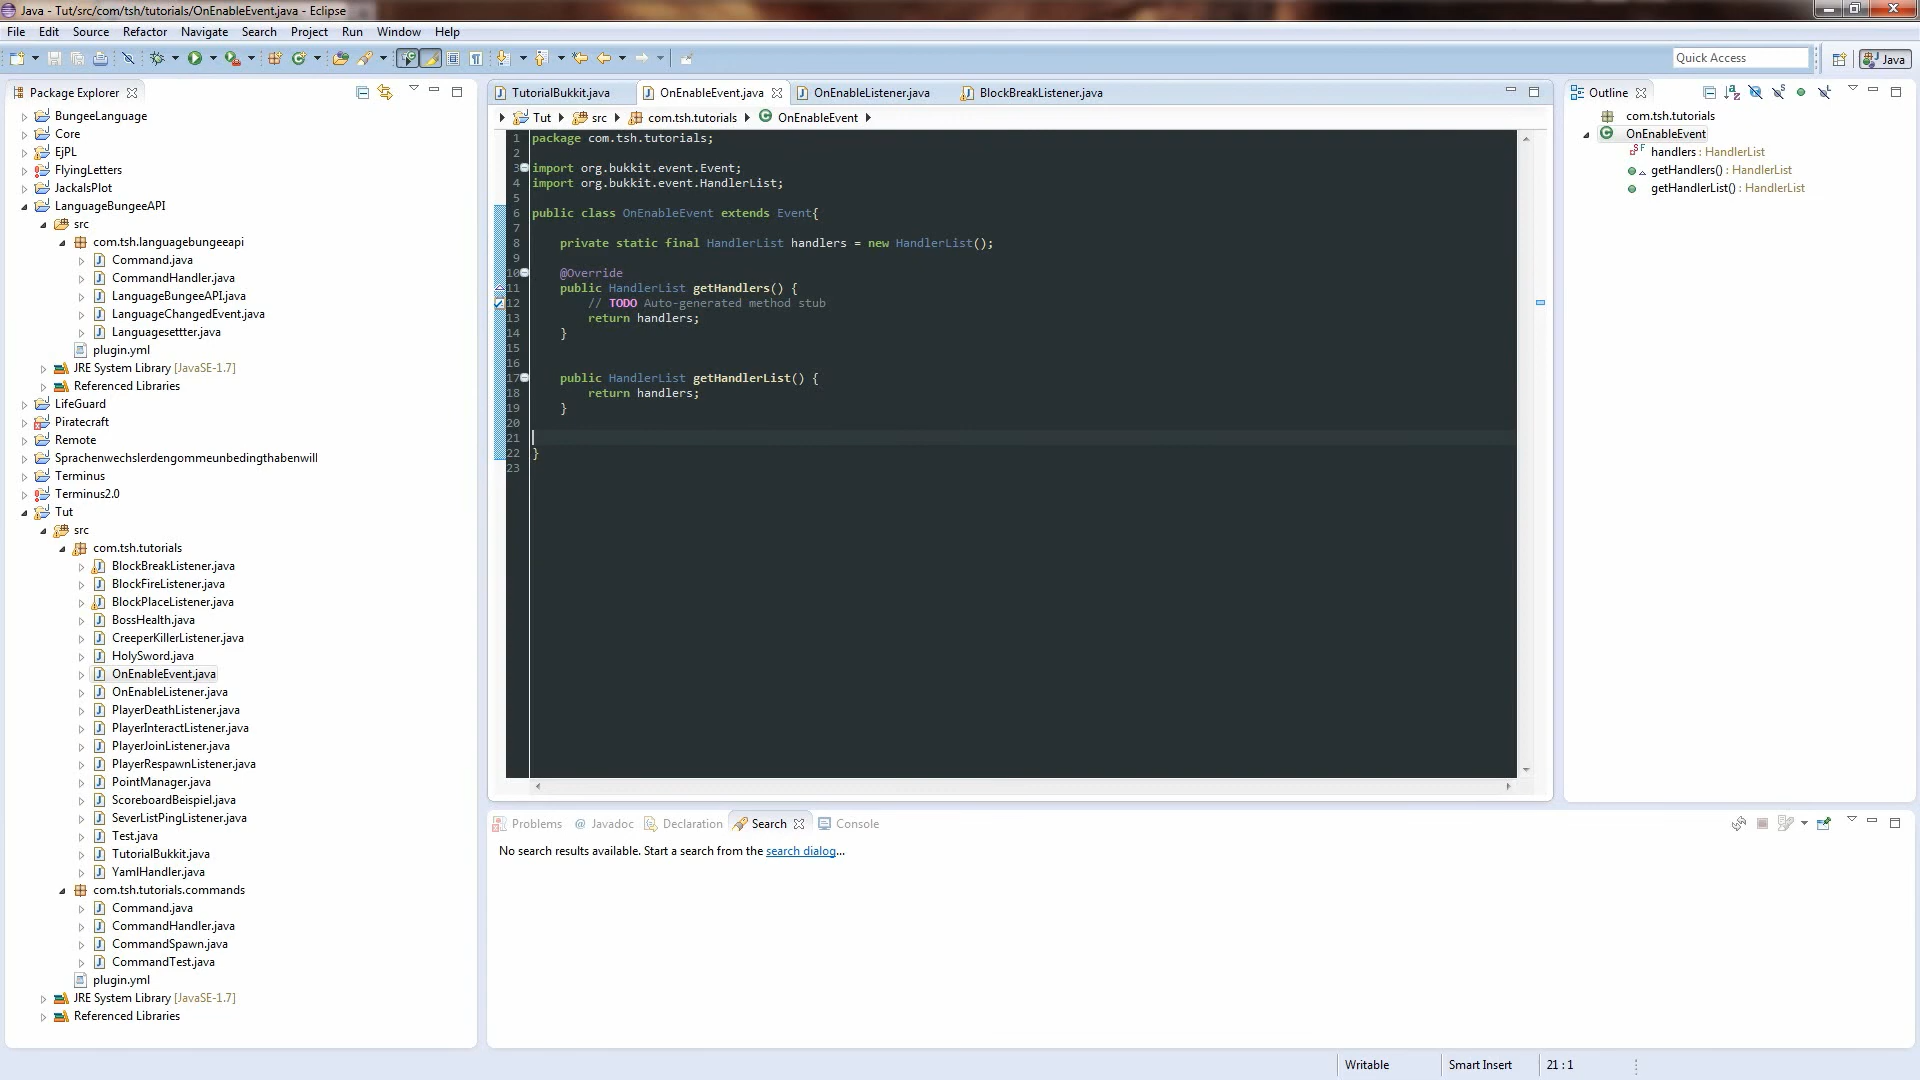 Java - Tut/src/com/tsh/tutorials/OnEnableEvent.java - Eclipse
File Edit Source Refactor Navigate Search Project Run Window Help
Quick Access
Java
Package Explorer
BungeeLanguage
Core
EjPL
FlyingLetters
JackalsPlot
LanguageBungeeAPI
src
com.tsh.languagebungeeapi
Command.java
CommandHandler.java
LanguageBungeeAPI.java
LanguageChangedEvent.java
Languagesettter.java
plugin.yml
JRE System Library [JavaSE-1.7]
Referenced Libraries
LifeGuard
Piratecraft
Remote
Sprachenwechslerdengommeunbedingthabenwill
Terminus
Terminus2.0
Tut
src
com.tsh.tutorials
BlockBreakListener.java
BlockFireListener.java
BlockPlaceListener.java
BossHealth.java
CreeperKillerListener.java
HolySword.java
OnEnableEvent.java
OnEnableListener.java
PlayerDeathListener.java
PlayerInteractListener.java
PlayerJoinListener.java
PlayerRespawnListener.java
PointManager.java
ScoreboardBeispiel.java
SeverListPingListener.java
Test.java
TutorialBukkit.java
YamlHandler.java
com.tsh.tutorials.commands
Command.java
CommandHandler.java
CommandSpawn.java
CommandTest.java
plugin.yml
JRE System Library [JavaSE-1.7]
Referenced Libraries
TutorialBukkit.java OnEnableEvent.java OnEnableListener.java BlockBreakListener.java
Tut src com.tsh.tutorials OnEnableEvent
1 package com.tsh.tutorials;
2
3 import org.bukkit.event.Event;
4 import org.bukkit.event.HandlerList;
5
6 public class OnEnableEvent extends Event{
7
8 private static final HandlerList handlers = new HandlerList();
9
10 @Override
11 public HandlerList getHandlers() {
12 // TODO Auto-generated method stub
13 return handlers;
14 }
15
16
17 public HandlerList getHandlerList() {
18 return handlers;
19 }
20
21
22 }
23
Outline
com.tsh.tutorials
OnEnableEvent
handlers : HandlerList
getHandlers() : HandlerList
getHandlerList() : HandlerList
Problems @ Javadoc Declaration Search Console
No search results available. Start a search from the search dialog...
Writable Smart Insert 21 : 1